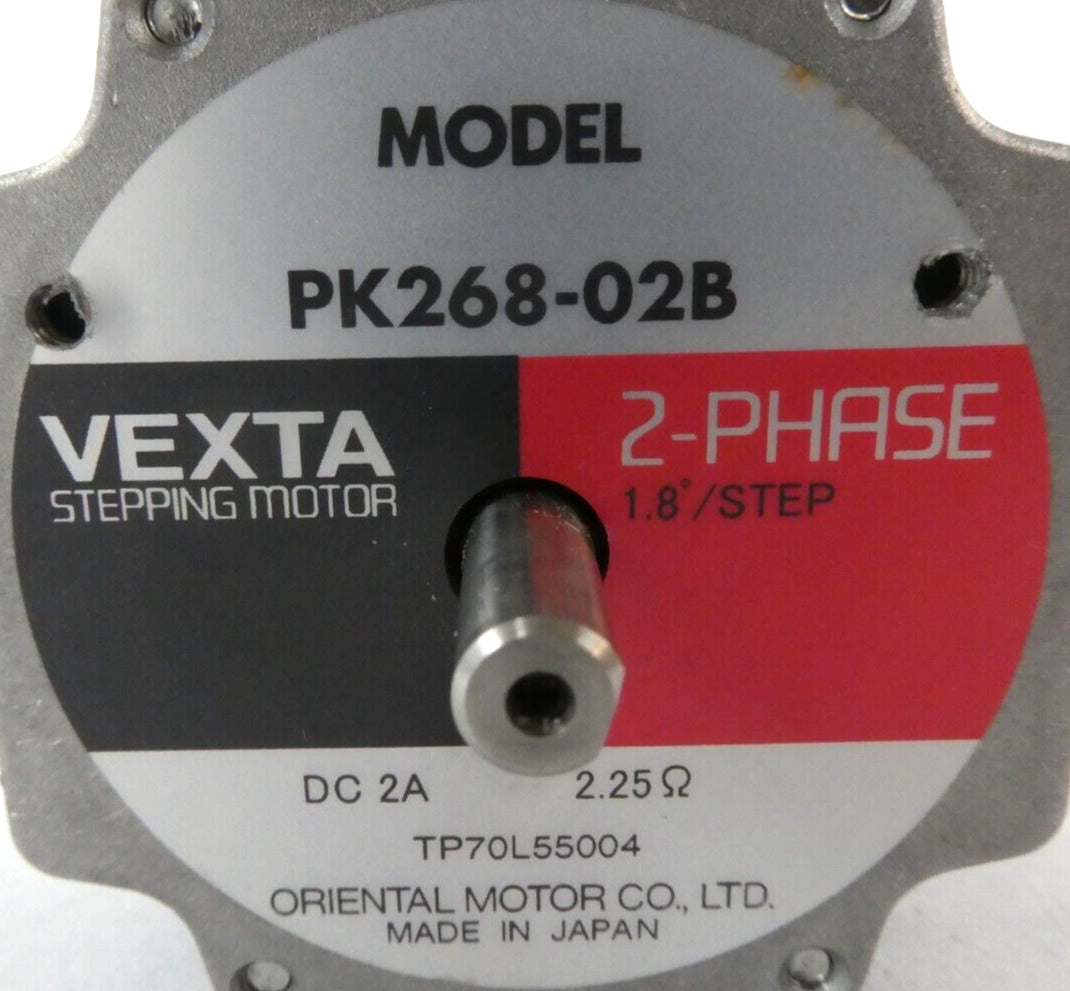 MODEL
PK268-02B
VEXTA
STEPPING MOTOR
2-PHASE
1.8°/STEP
DC 2A 2.25Ω
TP70L55004
ORIENTAL MOTOR CO., LTD.
MADE IN JAPAN